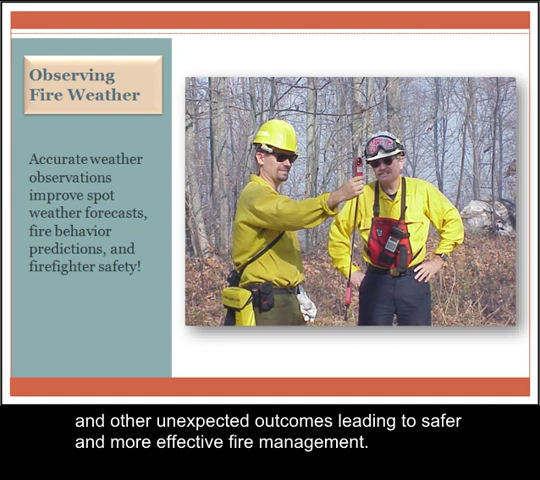 Observing
Fire Weather
Accurate weather
observations
improve spot
weather forecasts,
fire behavior
predictions, and
firefighter safety!
and other unexpected outcomes leading to safer
and more effective fire management.